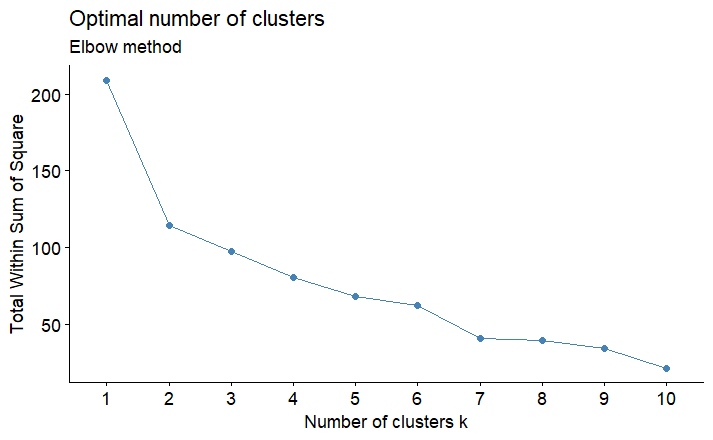 Optimal number of clusters
Elbow method
Total Within Sum of Square
200
150
100
50
1 2 3 4 5 6 7 8 9 10
Number of clusters k